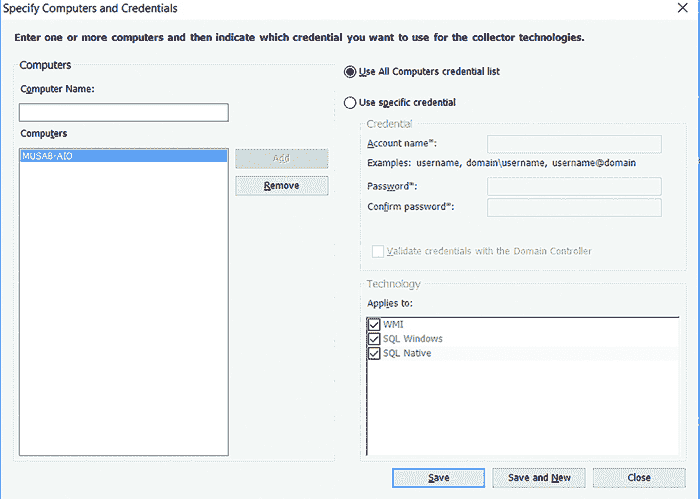 Specify Computers and Credentials
Enter one or more computers and then indicate which credential you want to use for the collector technologies.
Computers
Computer Name:
Computers
MUSAB-AIO
Add
Remove
Use All Computers credential list
Use specific credential
Credential
Account name*:
Examples: username, domain\username, username@domain
Password*:
Confirm password*:
Validate credentials with the Domain Controller
Technology
Applies to:
WMI
SQL Windows
SQL Native
Save
Save and New
Close